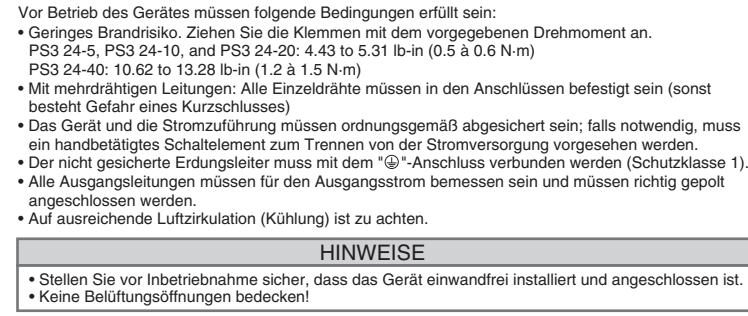 Vor Betrieb des Gerätes müssen folgende Bedingungen erfüllt sein:
• Geringes Brandrisiko. Ziehen Sie die Klemmen mit dem vorgegebenen Drehmoment an.
PS3 24-5, PS3 24-10, and PS3 24-20: 4.43 to 5.31 lb-in (0.5 à 0.6 N·m)
PS3 24-40: 10.62 to 13.28 lb-in (1.2 à 1.5 N·m)
• Mit mehrdrähtigen Leitungen: Alle Einzeldrähte müssen in den Anschlüssen befestigt sein (sonst
besteht Gefahr eines Kurzschlusses)
• Das Gerät und die Stromzuführung müssen ordnungsgemäß abgesichert sein; falls notwendig, muss
ein handbetätigtes Schaltelement zum Trennen von der Stromversorgung vorgesehen werden.
• Der nicht gesicherte Erdungsleiter muss mit dem "⏚"-Anschluss verbunden werden (Schutzklasse 1).
• Alle Ausgangsleitungen müssen für den Ausgangsstrom bemessen sein und müssen richtig gepolt
angeschlossen werden.
• Auf ausreichende Luftzirkulation (Kühlung) ist zu achten.
HINWEISE
• Stellen Sie vor Inbetriebnahme sicher, dass das Gerät einwandfrei installiert und angeschlossen ist.
• Keine Belüftungsöffnungen bedecken!